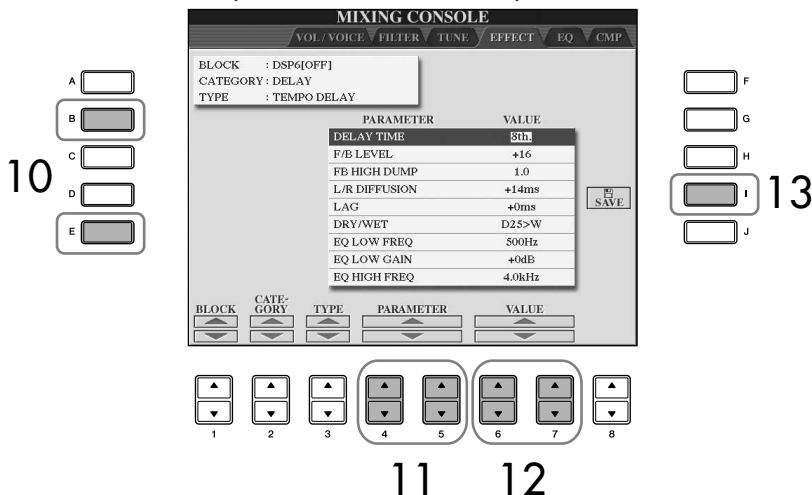 MIXING CONSOLE
VOL/VOICE FILTER TUNE EFFECT EQ CMP
BLOCK : DSP6[OFF]
CATEGORY : DELAY
TYPE : TEMPO DELAY
PARAMETER VALUE
DELAY TIME 8th.
F/B LEVEL +16
FB HIGH DUMP 1.0
L/R DIFFUSION +14ms
LAG +0ms
DRY/WET D25>W
EQ LOW FREQ 500Hz
EQ LOW GAIN +0dB
EQ HIGH FREQ 4.0kHz
SAVE
BLOCK CATE-GORY TYPE PARAMETER VALUE
A
B
C
D
E
10
F
G
H
I
J
13
1 2 3 4 5 6 7 8
11 12